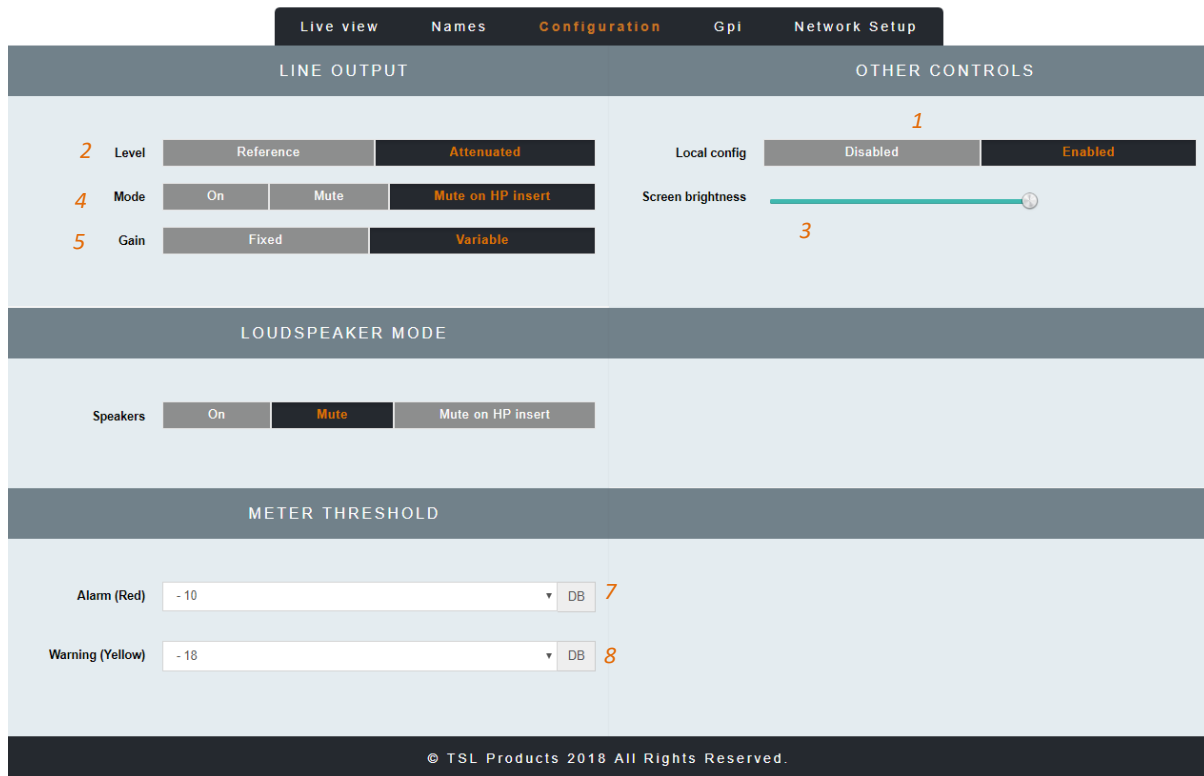 Live view Names Configuration Gpi Network Setup
LINE OUTPUT
2 Level Reference Attenuated
4 Mode On Mute Mute on HP insert
5 Gain Fixed Variable
OTHER CONTROLS
1
Local config Disabled Enabled
Screen brightness
3
LOUDSPEAKER MODE
Speakers On Mute Mute on HP insert
METER THRESHOLD
Alarm (Red) - 10 DB 7
Warning (Yellow) - 18 DB 8
© TSL Products 2018 All Rights Reserved.